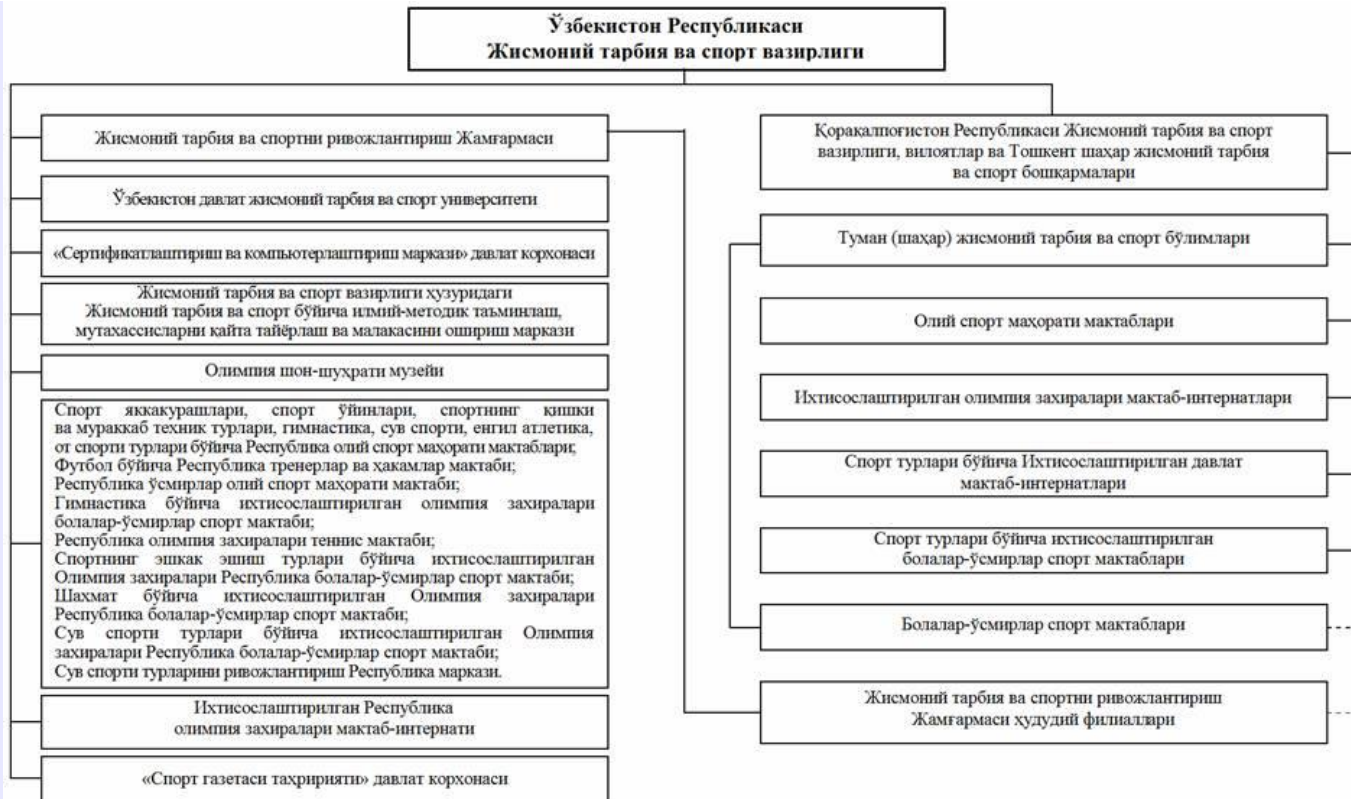 Ўзбекистон Республикаси
Жисмоний тарбия ва спорт вазирлиги
Жисмоний тарбия ва спортни ривожлантириш Жамғармаси
Ўзбекистон давлат жисмоний тарбия ва спорт университети
«Сертификатлаштириш ва компьютерлаштириш маркази» давлат корхонаси
Жисмоний тарбия ва спорт вазирлиги ҳузуридаги
Жисмоний тарбия ва спорт бўйича илмий-методик таъминлаш,
мутахассисларни қайта тайёрлаш ва малакасини ошириш маркази
Олимпия шон-шуҳрати музейи
Спорт яккакурашлари, спорт ўйинлари, спортнинг қишки
ва мураккаб техник турлари, гимнастика, сув спорти, енгил атлетика,
от спорти турлари бўйича Республика олий спорт маҳорати мактаблари;
Футбол бўйича Республика тренерлар ва ҳакамлар мактаби;
Республика ўсмирлар олий спорт маҳорати мактаби;
Гимнастика бўйича ихтисослаштирилган олимпия захиралари
болалар-ўсмирлар спорт мактаби;
Республика олимпия захиралари теннис мактаби;
Спортнинг эшкак эшиш турлари бўйича ихтисослаштирилган
Олимпия захиралари Республика болалар-ўсмирлар спорт мактаби;
Шахмат бўйича ихтисослаштирилган Олимпия захиралари
Республика болалар-ўсмирлар спорт мактаби;
Сув спорти турлари бўйича ихтисослаштирилган Олимпия
захиралари Республика болалар-ўсмирлар спорт мактаби;
Сув спорти турларини ривожлантириш Республика маркази.
Ихтисослаштирилган Республика
олимпия захиралари мактаб-интернати
«Спорт газетаси таҳририяти» давлат корхонаси
Қорақалпоғистон Республикаси Жисмоний тарбия ва спорт
вазирлиги, вилоятлар ва Тошкент шаҳар жисмоний тарбия
ва спорт бошқармалари
Туман (шаҳар) жисмоний тарбия ва спорт бўлимлари
Олий спорт маҳорати мактаблари
Ихтисослаштирилган олимпия захиралари мактаб-интернатлари
Спорт турлари бўйича Ихтисослаштирилган давлат
мактаб-интернатлари
Спорт турлари бўйича ихтисослаштирилган
болалар-ўсмирлар спорт мактаблари
Болалар-ўсмирлар спорт мактаблари
Жисмоний тарбия ва спортни ривожлантириш
Жамғармаси ҳудудий филиаллари